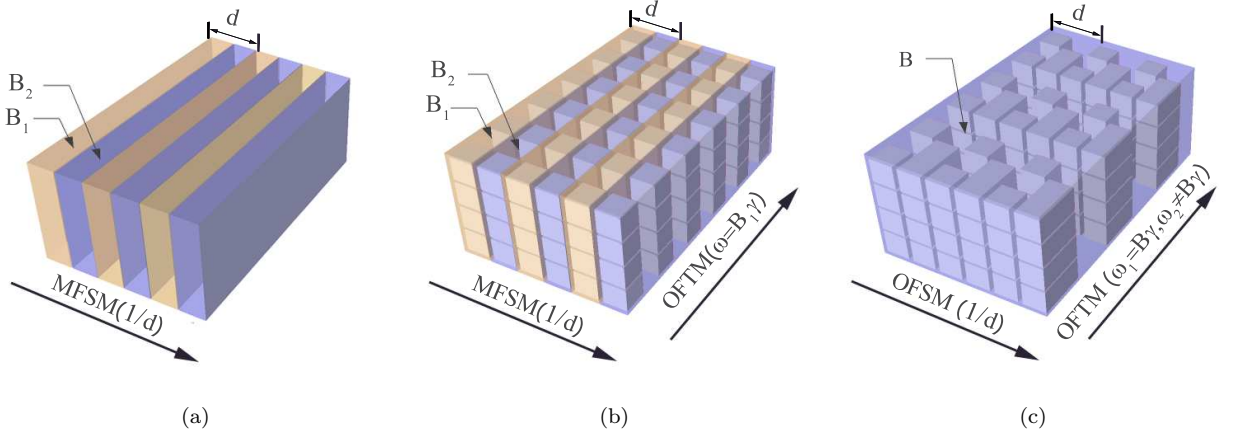 d
B₂
B₁
MFSM(1/d)
(a)
d
B₂
B₁
MFSM(1/d)
OFTM(ω=B₁γ)
(b)
d
B
OFSM (1/d)
OFTM (ω₁=Bγ,ω₂≠Bγ)
(c)